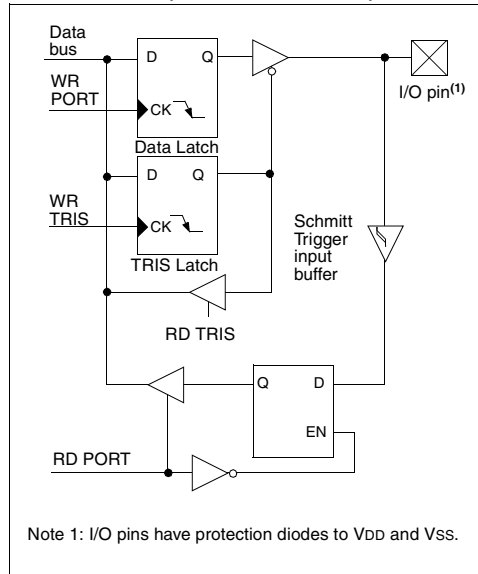 Data
bus
D Q
WR
PORT
CK
I/O pin(1)
Data Latch
D Q
WR
TRIS
CK
Schmitt
Trigger
input
buffer
TRIS Latch
RD TRIS
Q D
EN
RD PORT
Note 1: I/O pins have protection diodes to VDD and VSS.